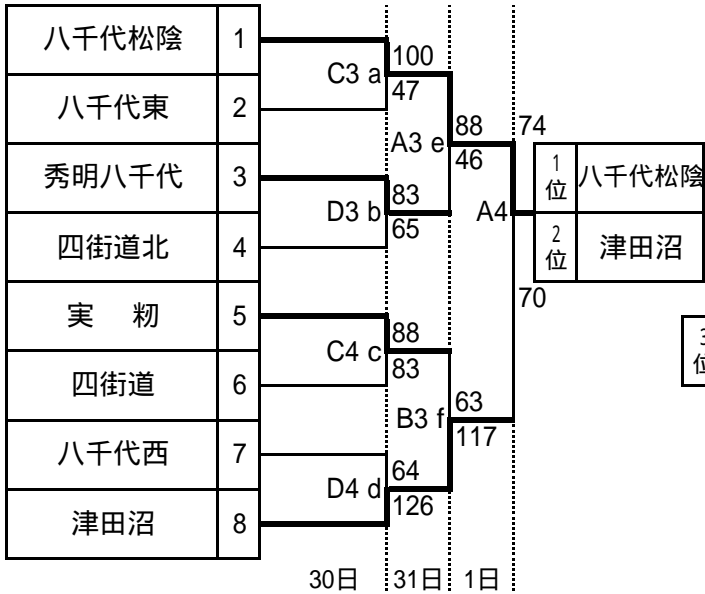 八千代松陰 1
八千代東 2
秀明八千代 3
四街道北 4
実 籾 5
四街道 6
八千代西 7
津田沼 8
C3 a
100
47
D3 b
83
65
C4 c
88
83
D4 d
64
126
A3 e
88
46
B3 f
63
117
A4
74
70
1位 八千代松陰
2位 津田沼
3位
30日 31日 1日